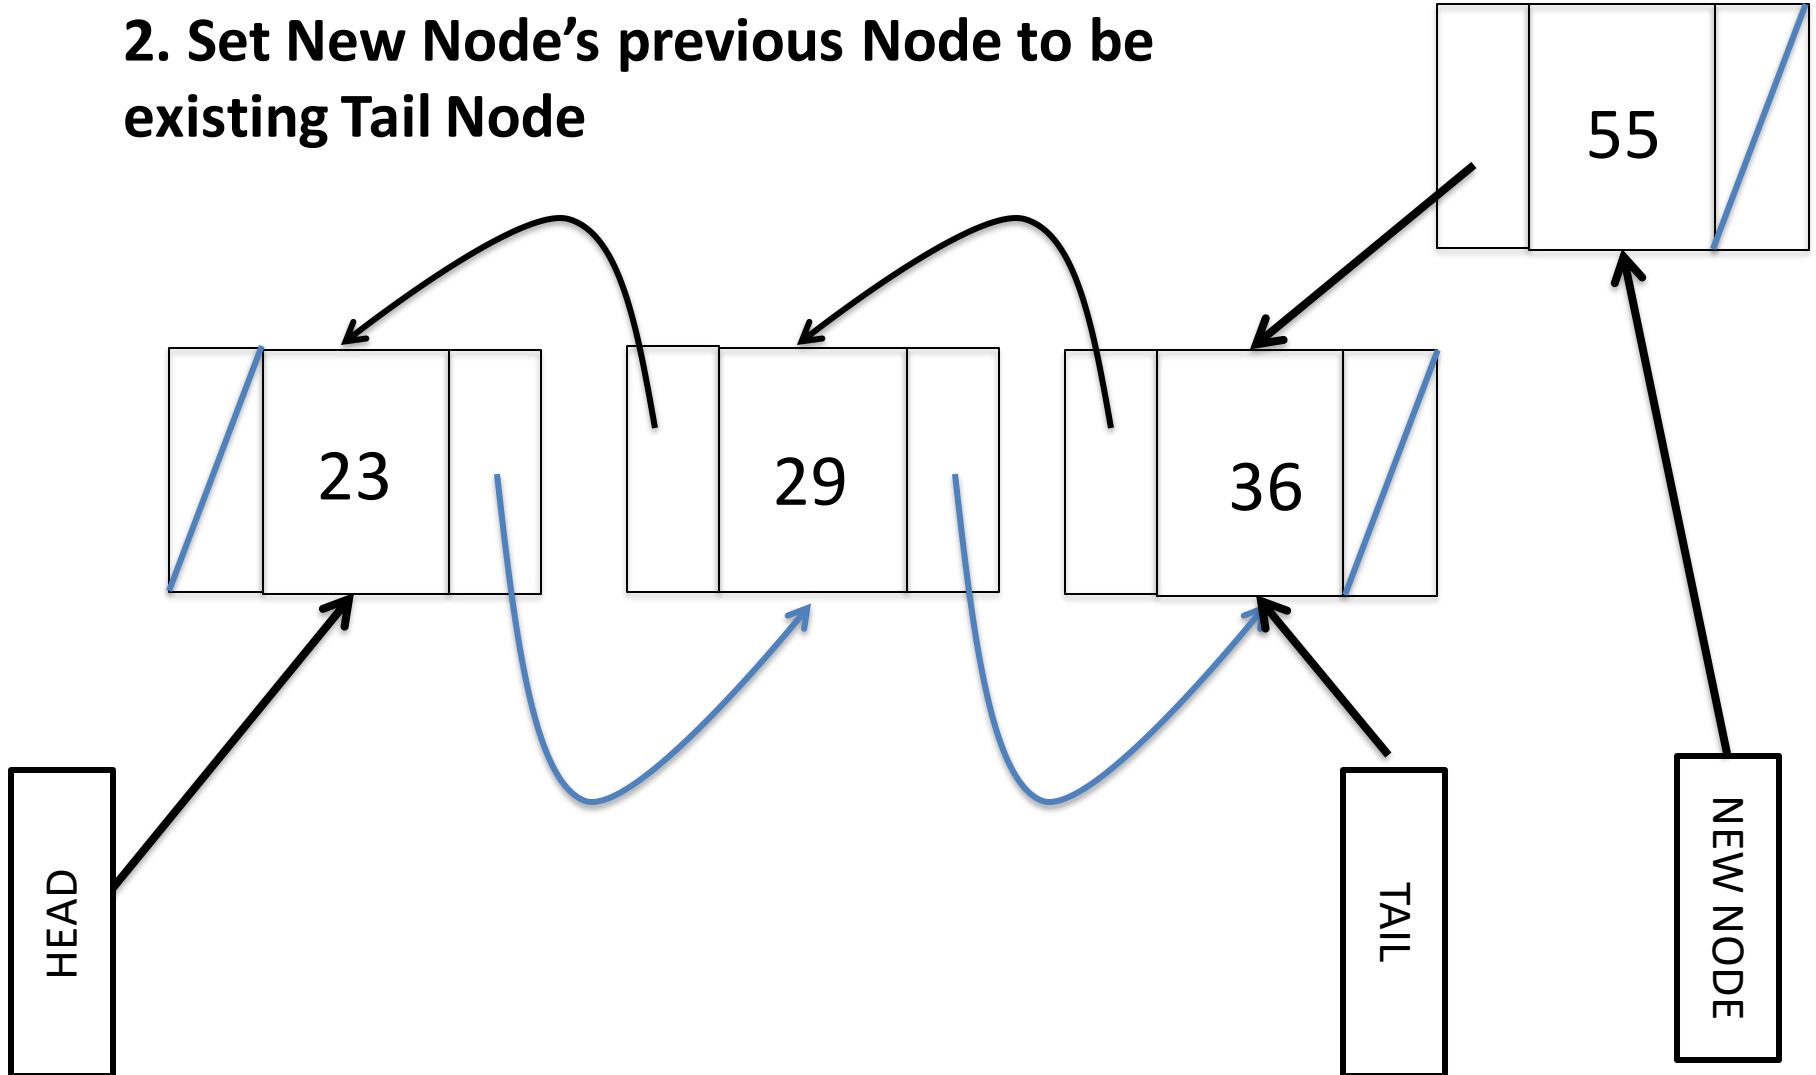 2. Set New Node’s previous Node to be
existing Tail Node
55
23
29
36
HEAD
TAIL
NEW NODE